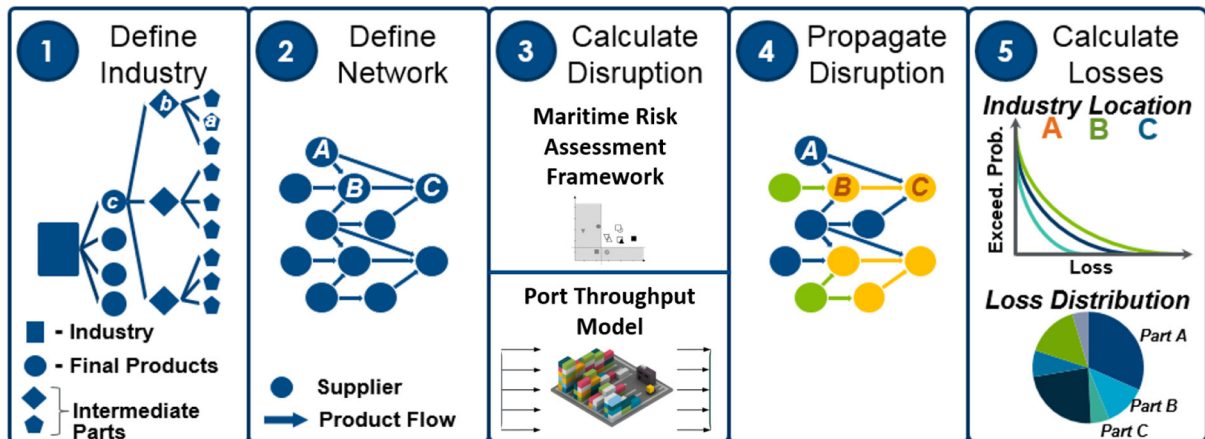 1
Define
Industry
b
a
c
- Industry
- Final Products
Intermediate
Parts
2
Define
Network
A
B
C
Supplier
Product Flow
3
Calculate
Disruption
Maritime Risk
Assessment
Framework
Port Throughput
Model
4
Propagate
Disruption
A
B
C
5
Calculate
Losses
Industry Location
A B C
Exceed. Prob.
Loss
Loss Distribution
Part A
Part B
Part C